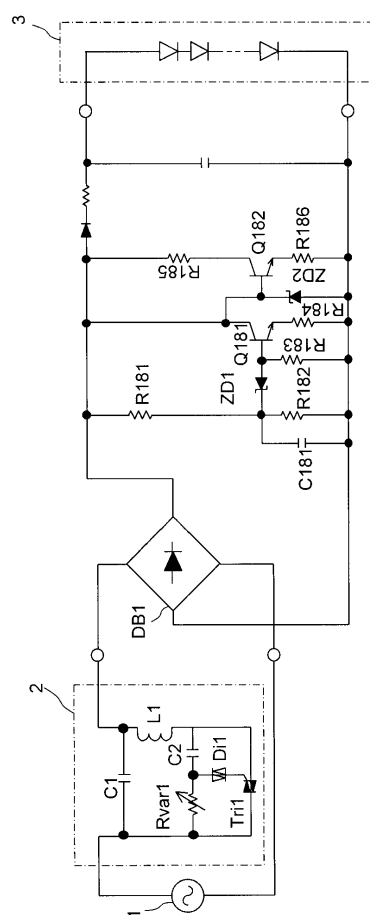 3
Q182
R186
R185
ZD2
R184
Q181
R183
ZD1
R181
R182
C181
DB1
2
L1
C1
C2
Di1
Rvar1
Tri1
1